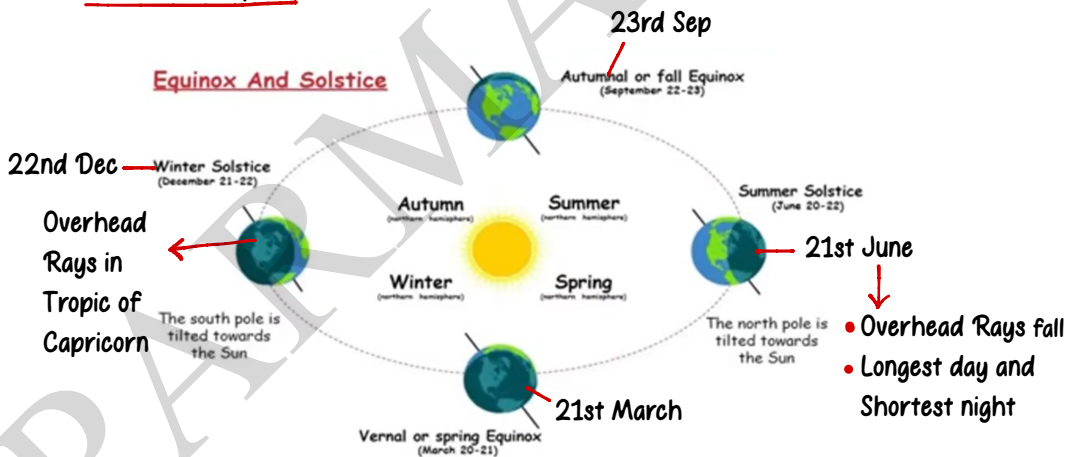 23rd Sep
Equinox And Solstice
Autumnal or fall Equinox
(September 22-23)
22nd Dec
Winter Solstice
(December 21-22)
Summer Solstice
(June 20-22)
Autumn
(northern hemisphere)
Summer
(northern hemisphere)
Overhead
Rays in
Tropic of
Capricorn
21st June
Winter
(northern hemisphere)
Spring
(northern hemisphere)
The south pole is
tilted towards
the Sun
The north pole is
tilted towards
the Sun
• Overhead Rays fall
• Longest day and
Shortest night
21st March
Vernal or spring Equinox
(March 20-21)
PARMA